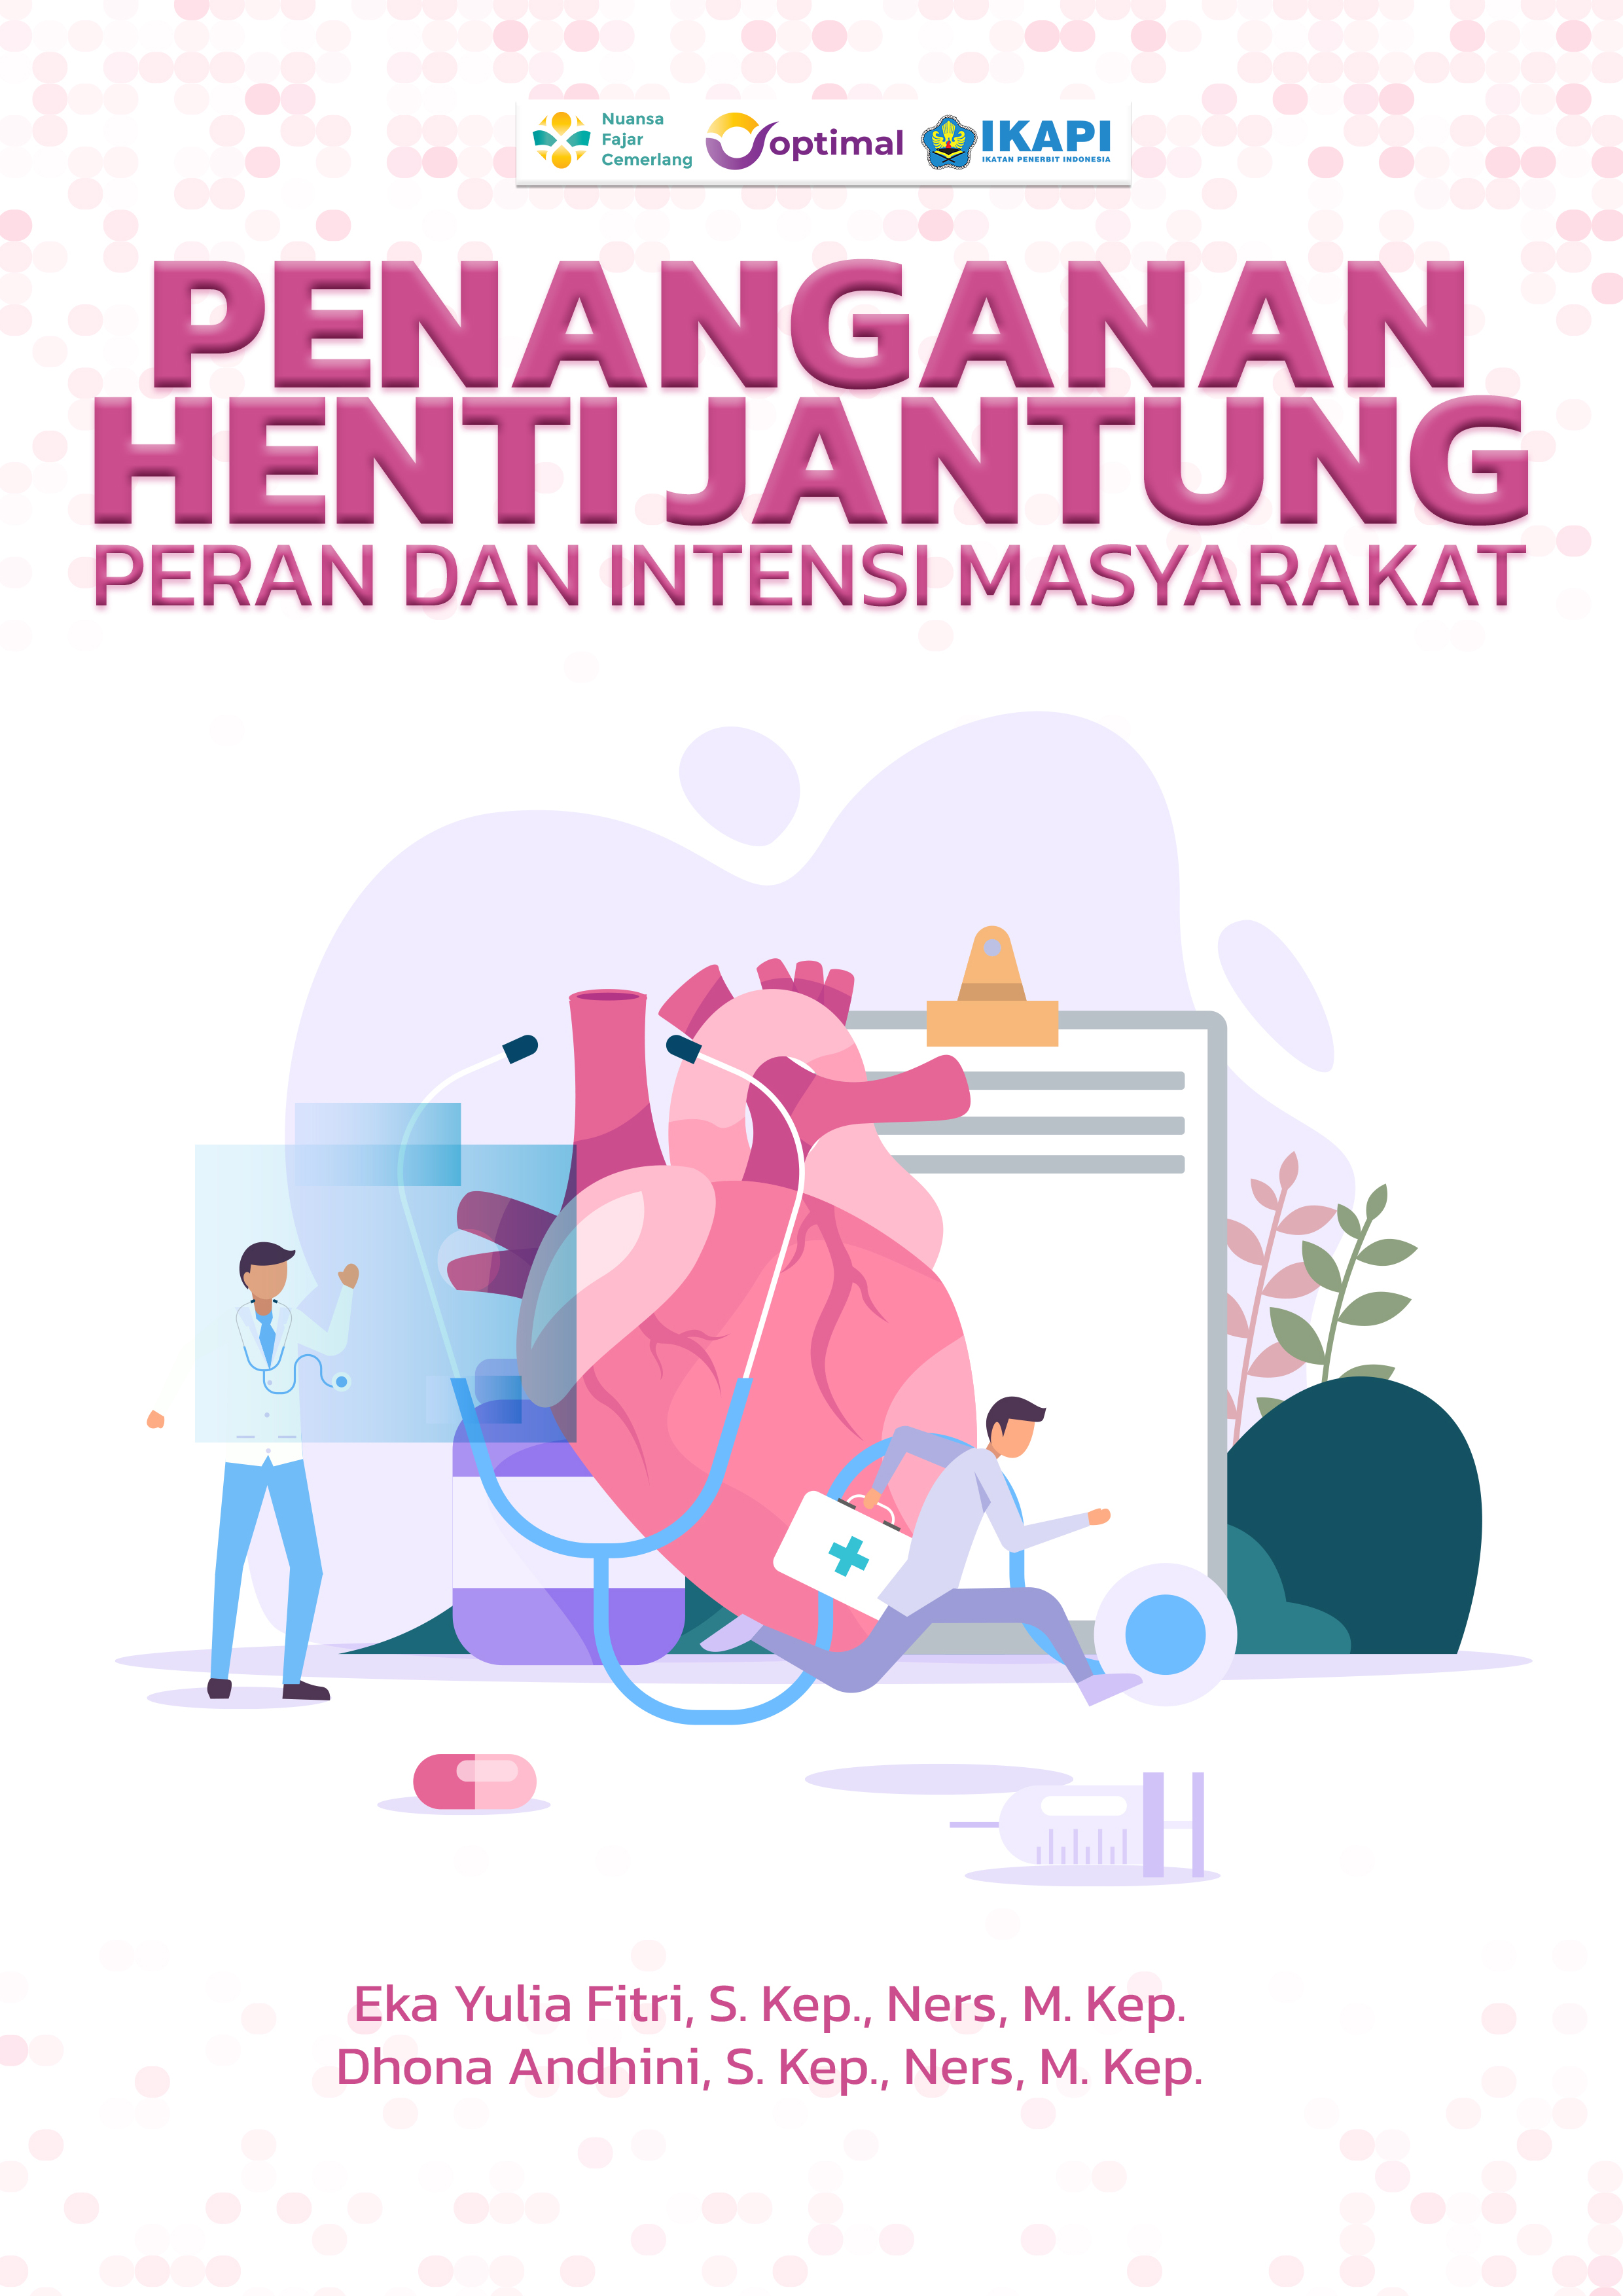 Nuansa
Fajar
Cemerlang
optimal
IKAPI
IKATAN PENERBIT INDONESIA
PENANGANAN
HENTI JANTUNG
PERAN DAN INTENSI MASYARAKAT
Eka Yulia Fitri, S. Kep., Ners, M. Kep.
Dhona Andhini, S. Kep., Ners, M. Kep.